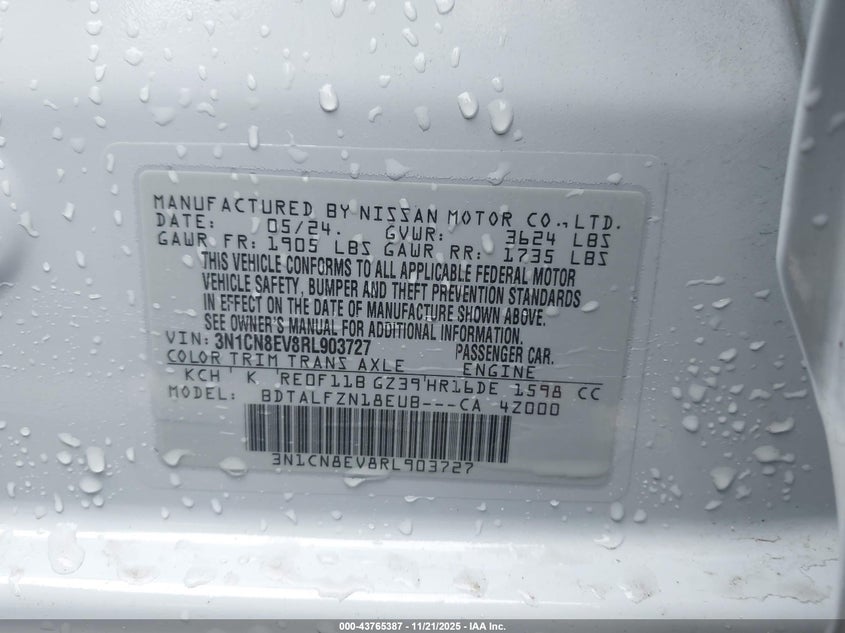 MANUFACTURED BY NISSAN MOTOR CO.,LTD.
DATE: 05/24. GVWR: 3624 LBS
GAWR FR: 1905 LBS GAWR RR: 1735 LBS
THIS VEHICLE CONFORMS TO ALL APPLICABLE FEDERAL MOTOR
VEHICLE SAFETY, BUMPER AND THEFT PREVENTION STANDARDS
IN EFFECT ON THE DATE OF MANUFACTURE SHOWN ABOVE.
SEE OWNER'S MANUAL FOR ADDITIONAL INFORMATION.
VIN: 3N1CN8EV8RL903727 PASSENGER CAR.
COLOR TRIM TRANS AXLE ENGINE
KCH K RE0F11B GZ39 HR16DE 1598 CC
MODEL: BDTALFZN18EUB---CA 4Z000
3N1CN8EV8RL903727
000-43765387 - 11/21/2025 - IAA Inc.